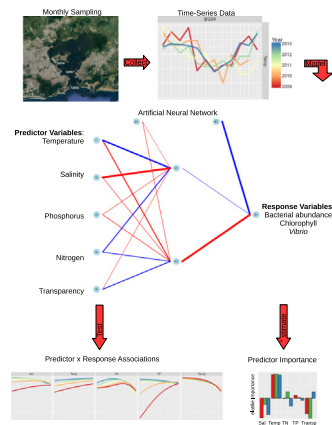 Monthly Sampling
Time-Series Data
Collect
Year
2013
2012
2011
2010
2009
Model
Artificial Neural Network
Predictor Variables:
Temperature
Salinity
Phosphorus
Nitrogen
Transparency
Response Variables
Bacterial abundance
Chlorophyll
Vibrio
Test
Estimate
Predictor x Response Associations
Predictor Importance
Sal Temp TN TP Transp